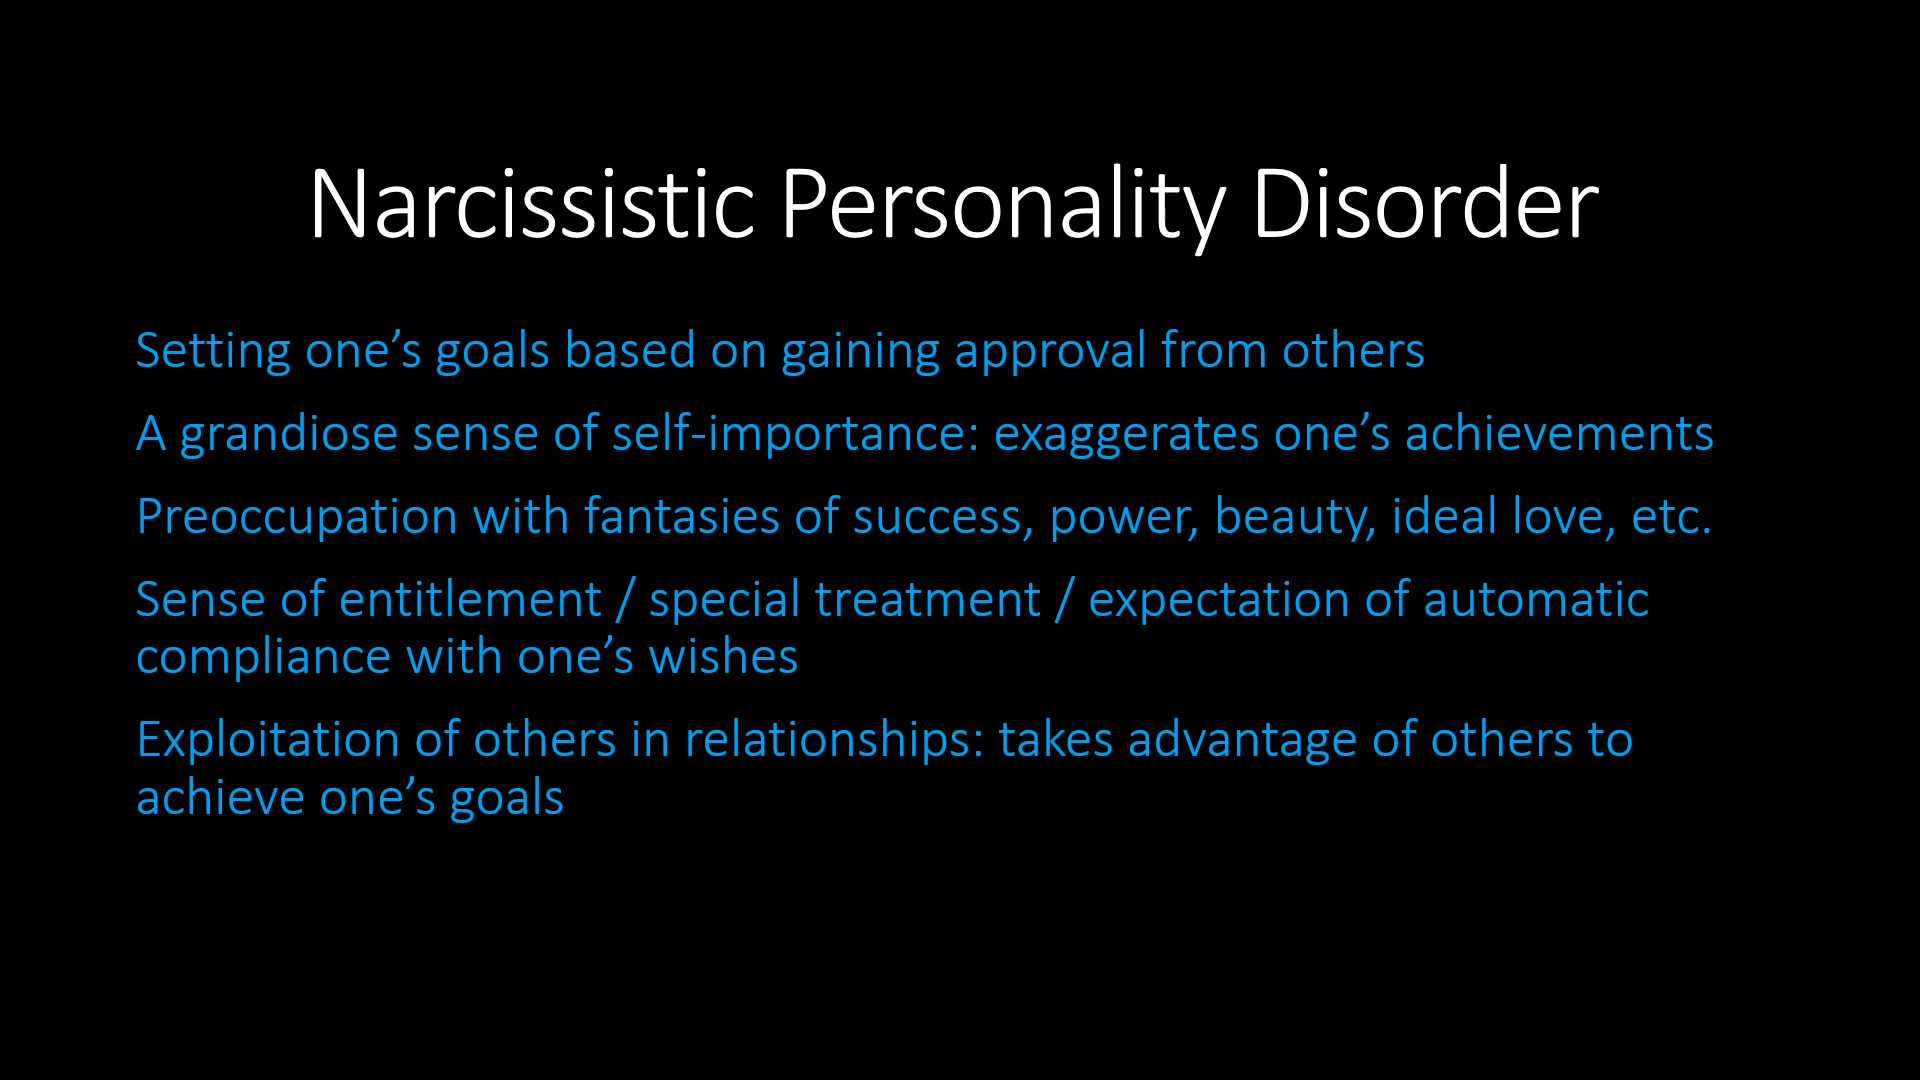 Narcissistic Personality Disorder
Setting one’s goals based on gaining approval from others
A grandiose sense of self-importance: exaggerates one’s achievements
Preoccupation with fantasies of success, power, beauty, ideal love, etc.
Sense of entitlement / special treatment / expectation of automatic
compliance with one’s wishes
Exploitation of others in relationships: takes advantage of others to
achieve one’s goals